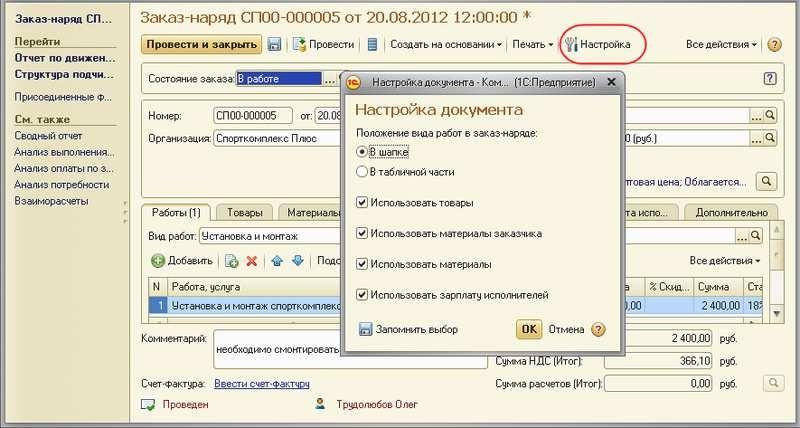 Заказ-наряд СП...
Перейти
Отчет по движен...
Структура подчи...
Присоединенные ф...
См. также
Сводный отчет
Анализ выполнения...
Анализ оплаты по з...
Анализ потребности
Взаиморасчеты
Заказ-наряд СП00-000005 от 20.08.2012 12:00:00 *
Провести и закрыть Провести Создать на основании Печать Настройка Все действия
Состояние заказа: В работе ...
Номер: СП00-000005 от: 20.08
Организация: Спорткомплекс Плюс
0 (руб.) ...
товая цена; Облагается...
Работы (1) Товары Материалы
та испо... Дополнительно
Вид работ: Установка и монтаж ...
Добавить Подо Все действия
N Работа, услуга % Скид... Сумма Ста
1 Установка и монтаж спорткомплекс 0,00 2 400,00 18%
Комментарий: необходимо смонтировать
2 400,00 руб.
Сумма НДС (Итог): 366,10 руб.
Счет-фактура: Ввести счет-фактуру Сумма расчетов (Итог): 0,00 руб.
Проведен Трудолюбов Олег
1С Настройка документа - Ком... (1С:Предприятие)
Настройка документа
Положение вида работ в заказ-наряде:
В шапке
В табличной части
Использовать товары
Использовать материалы заказчика
Использовать материалы
Использовать зарплату исполнителей
Запомнить выбор ОК Отмена ?